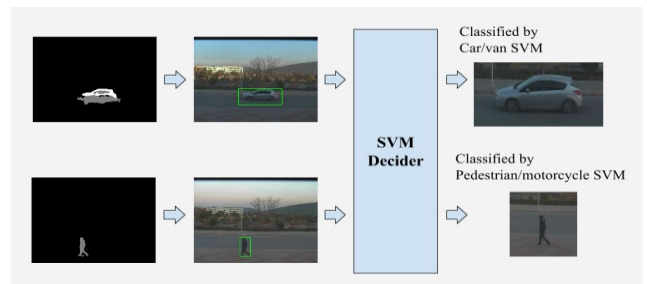 Classified by
Car/van SVM
SVM
Decider
Classified by
Pedestrian/motorcycle SVM